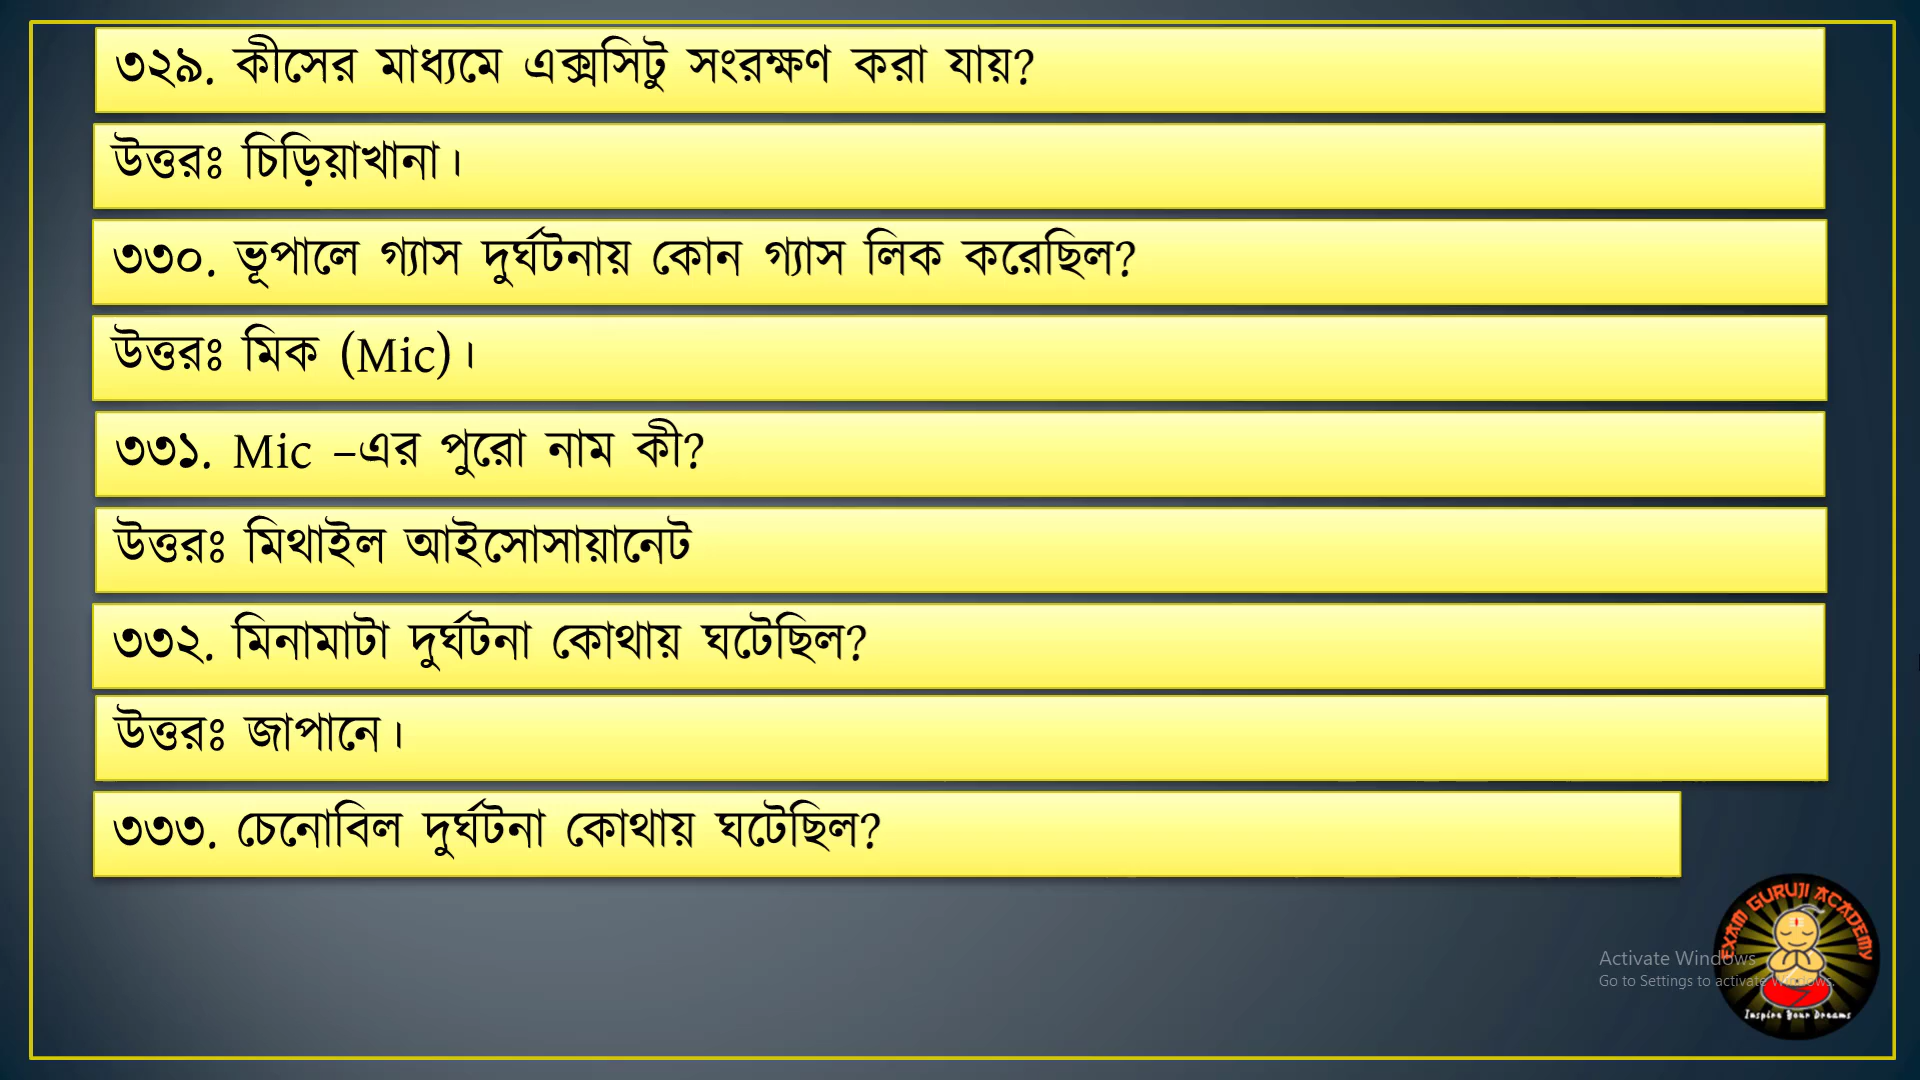 ৩২৯. কীসের মাধ্যমে এক্সসিটু সংরক্ষণ করা যায়?
উত্তরঃ চিড়িয়াখানা।
৩৩০. ভূপালে গ্যাস দুর্ঘটনায় কোন গ্যাস লিক করেছিল?
উত্তরঃ মিক (Mic)।
৩৩১. Mic –এর পুরো নাম কী?
উত্তরঃ মিথাইল আইসোসায়ানেট
৩৩২. মিনামাটা দুর্ঘটনা কোথায় ঘটেছিল?
উত্তরঃ জাপানে।
৩৩৩. চেনোবিল দুর্ঘটনা কোথায় ঘটেছিল?
EXAM GURUJI ACADEMY
Activate Windows
Go to Settings to activate Windows.
Inspire Your Dreams